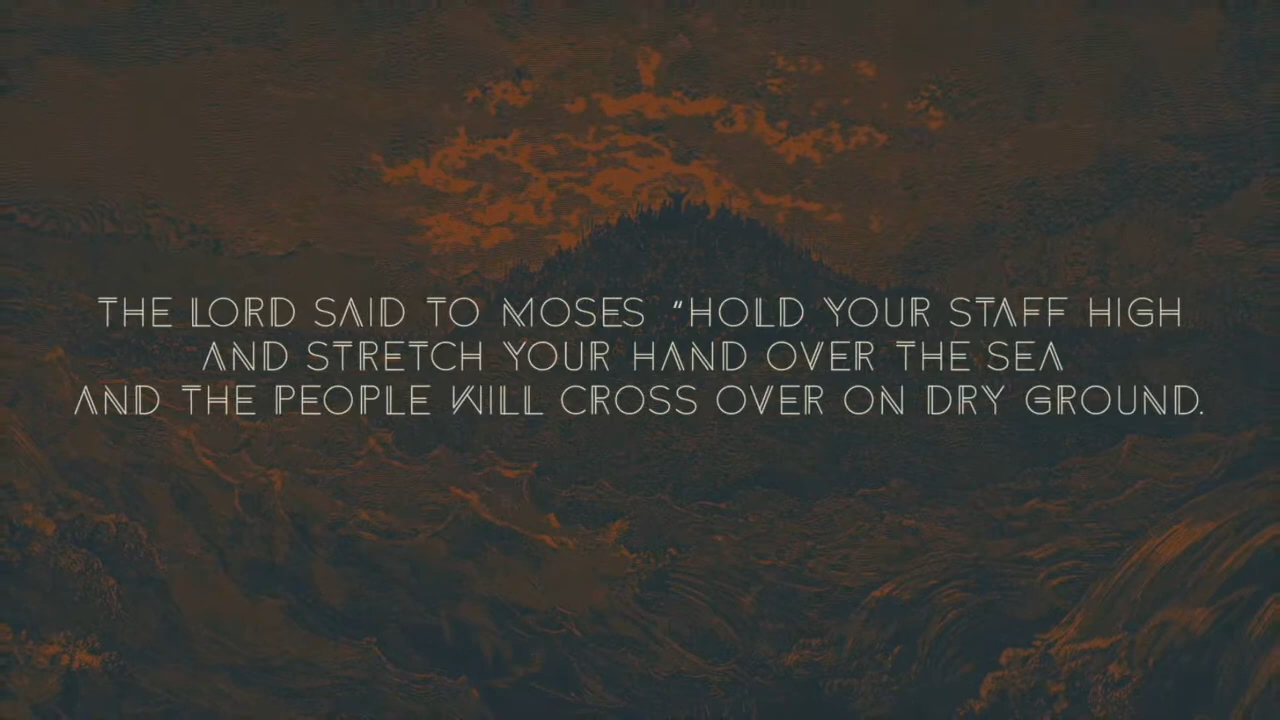 THE LORD SAID TO MOSES “HOLD YOUR STAFF HIGH
AND STRETCH YOUR HAND OVER THE SEA
AND THE PEOPLE WILL CROSS OVER ON DRY GROUND.